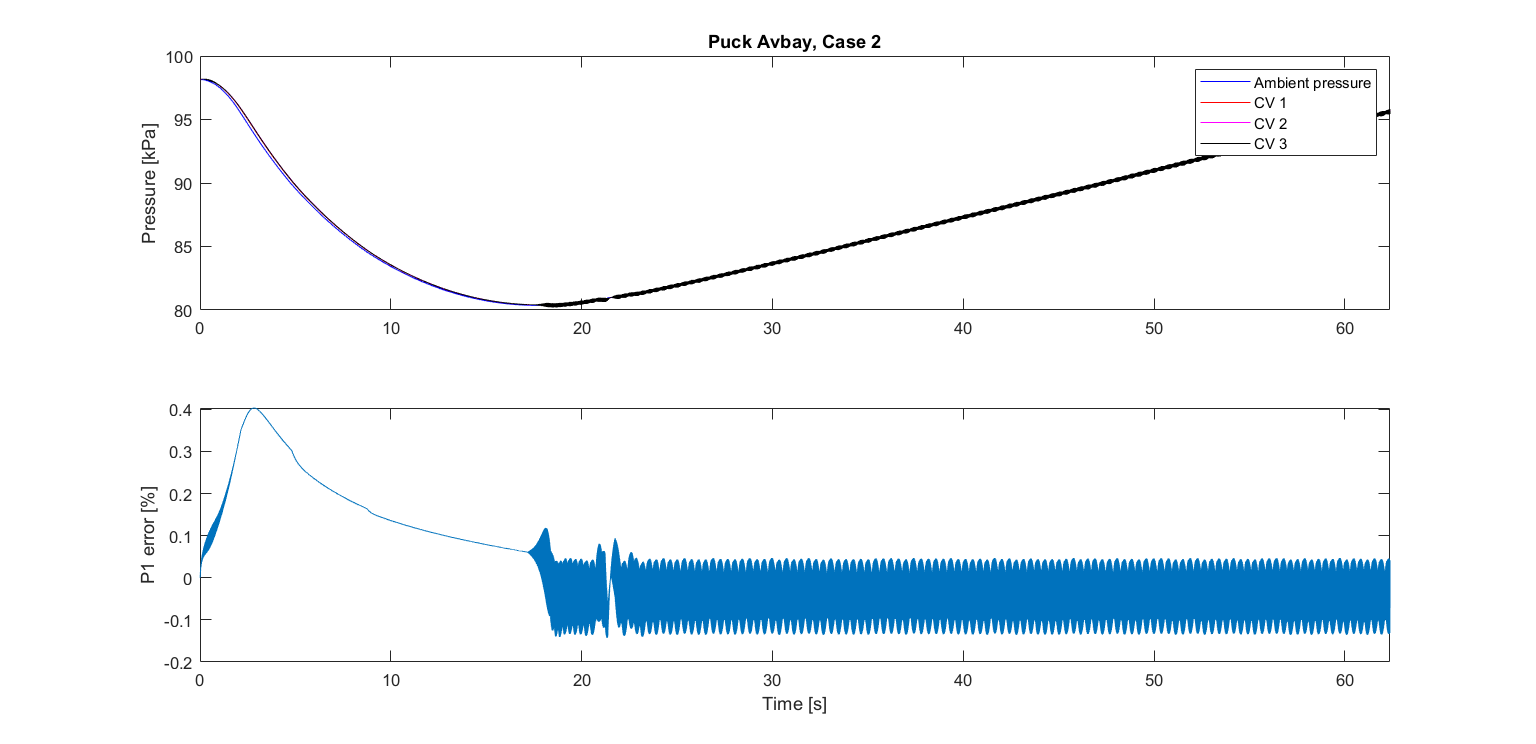 Puck Avbay, Case 2
100
95
90
85
80
Pressure [kPa]
Ambient pressure
CV 1
CV 2
CV 3
0 10 20 30 40 50 60
0.4
0.3
0.2
0.1
0
-0.1
-0.2
P1 error [%]
0 10 20 30 40 50 60
Time [s]